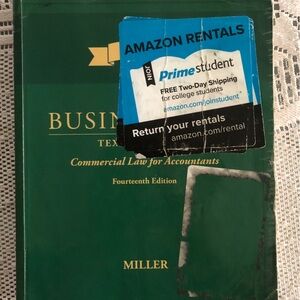 AMAZON RENTALS
JOIN
Prime student
FREE Two-Day Shipping
for college students
amazon.com/joinstudent
Return your rentals
amazon.com/rental
BUSIN
TEX
Commercial Law for Accountants
Fourteenth Edition
MILLER